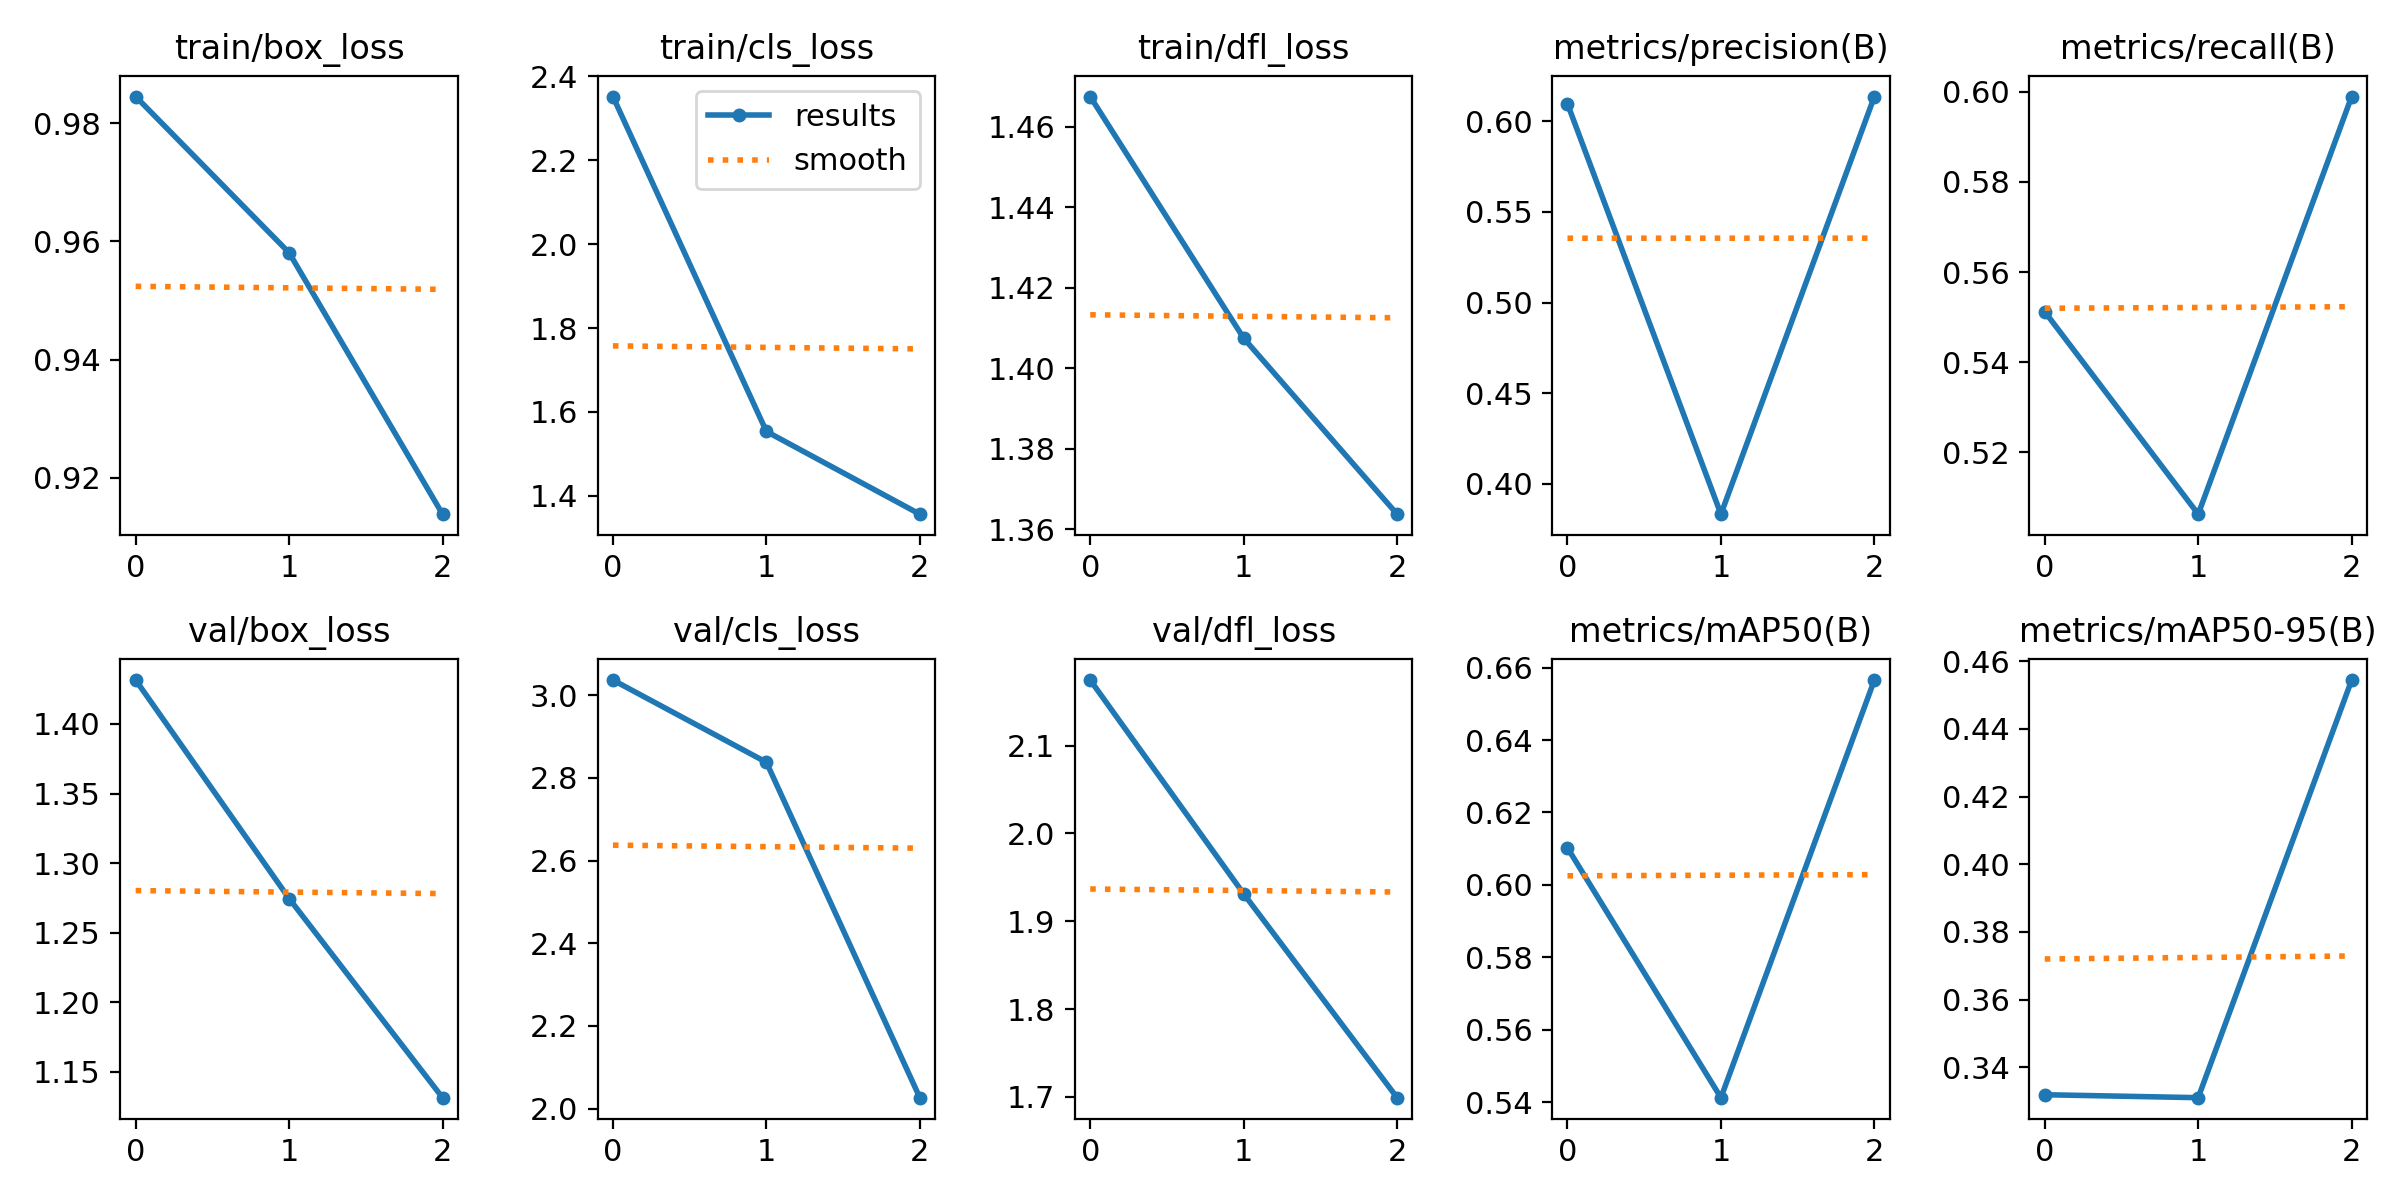 train/box_loss
0.98
0.96
0.94
0.92
0 1 2
train/cls_loss
2.4
2.2
2.0
1.8
1.6
1.4
results
smooth
0 1 2
train/dfl_loss
1.46
1.44
1.42
1.40
1.38
1.36
0 1 2
metrics/precision(B)
0.60
0.55
0.50
0.45
0.40
0 1 2
metrics/recall(B)
0.60
0.58
0.56
0.54
0.52
0 1 2
val/box_loss
1.40
1.35
1.30
1.25
1.20
1.15
0 1 2
val/cls_loss
3.0
2.8
2.6
2.4
2.2
2.0
0 1 2
val/dfl_loss
2.1
2.0
1.9
1.8
1.7
0 1 2
metrics/mAP50(B)
0.66
0.64
0.62
0.60
0.58
0.56
0.54
0 1 2
metrics/mAP50-95(B)
0.46
0.44
0.42
0.40
0.38
0.36
0.34
0 1 2